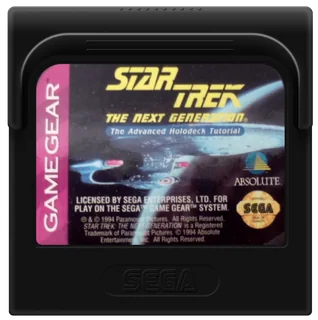 GAME GEAR
STAR TREK
THE NEXT GENERATION®
The Advanced Holodeck Tutorial
ABSOLUTE
LICENSED BY SEGA ENTERPRISES, LTD. FOR
PLAY ON THE SEGA™ GAME GEAR™ SYSTEM.
® & © 1994 Paramount Pictures. All Rights Reserved.
STAR TREK: THE NEXT GENERATION is a Registered
Trademark of Paramount Pictures. © 1994 Absolute
Entertainment, Inc. All Rights Reserved.
SEGA
SEGA